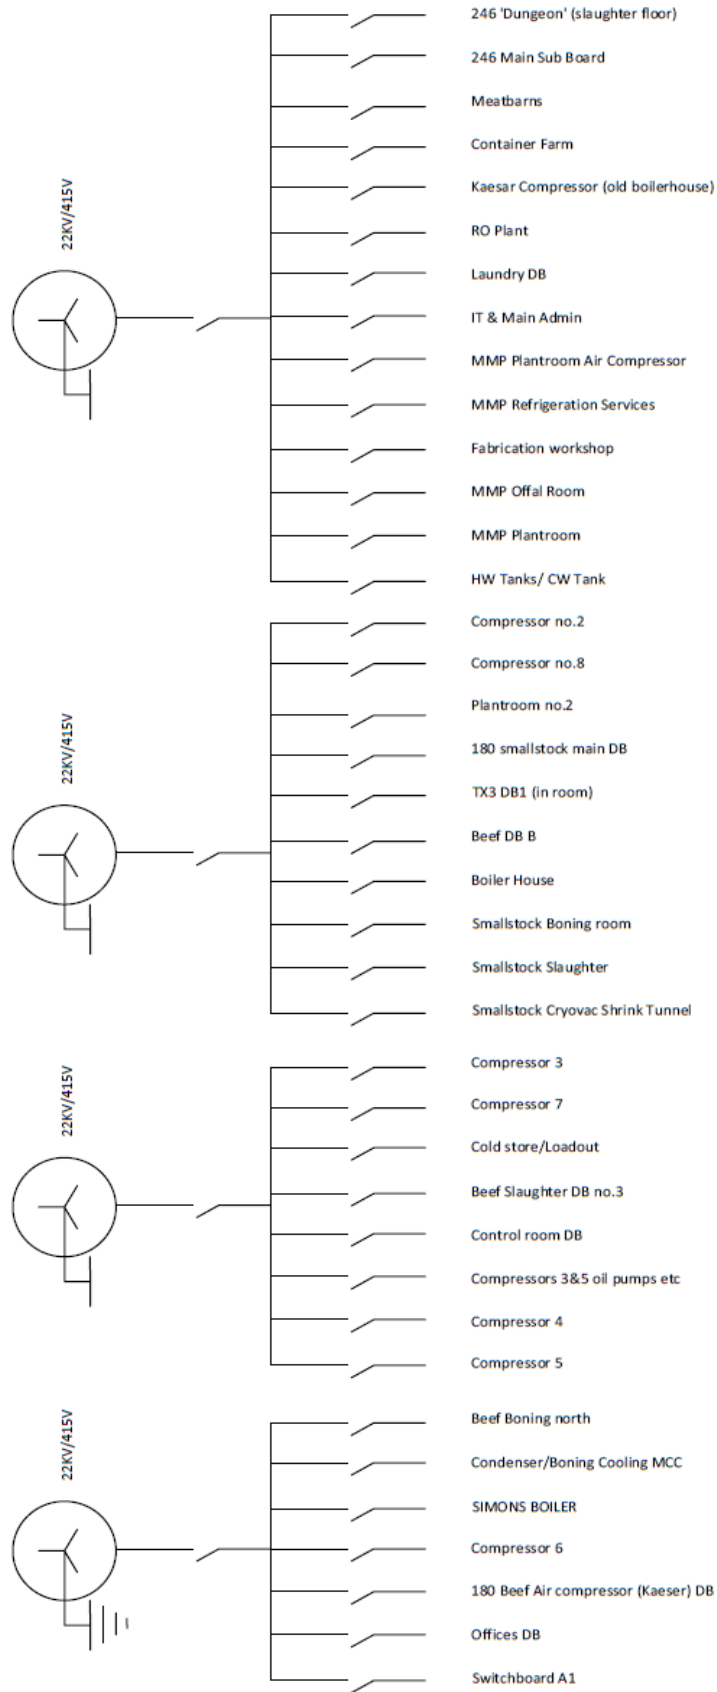 246 'Dungeon' (slaughter floor)
246 Main Sub Board
Meatbarns
Container Farm
Kaesar Compressor (old boilerhouse)
22KV/415V
RO Plant
Laundry DB
IT & Main Admin
MMP Plantroom Air Compressor
MMP Refrigeration Services
Fabrication workshop
MMP Offal Room
MMP Plantroom
HW Tanks/ CW Tank
Compressor no.2
Compressor no.8
Plantroom no.2
22KV/415V
180 smallstock main DB
TX3 DB1 (in room)
Beef DB B
Boiler House
Smallstock Boning room
Smallstock Slaughter
Smallstock Cryovac Shrink Tunnel
Compressor 3
22KV/415V
Compressor 7
Cold store/Loadout
Beef Slaughter DB no.3
Control room DB
Compressors 3&5 oil pumps etc
Compressor 4
Compressor 5
Beef Boning north
22KV/415V
Condenser/Boning Cooling MCC
SIMONS BOILER
Compressor 6
180 Beef Air compressor (Kaeser) DB
Offices DB
Switchboard A1